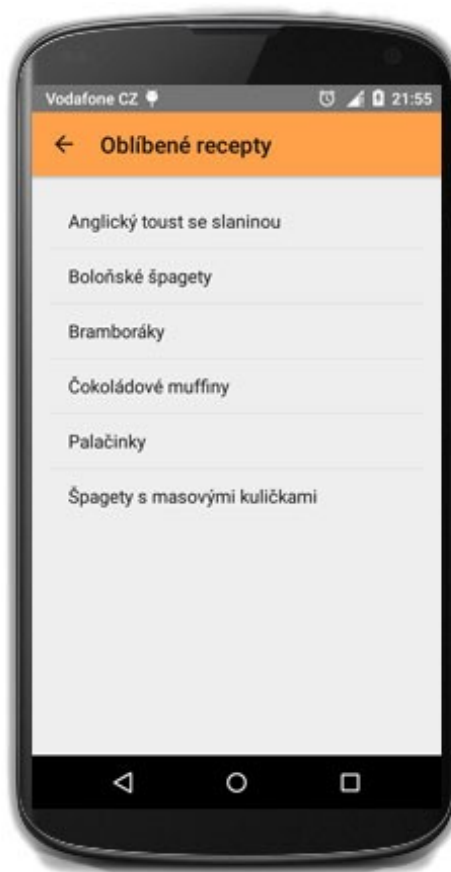 Vodafone CZ 21:55
Oblíbené recepty
Anglický toust se slaninou
Boloňské špagety
Bramboráky
Čokoládové muffiny
Palačinky
Špagety s masovými kuličkami